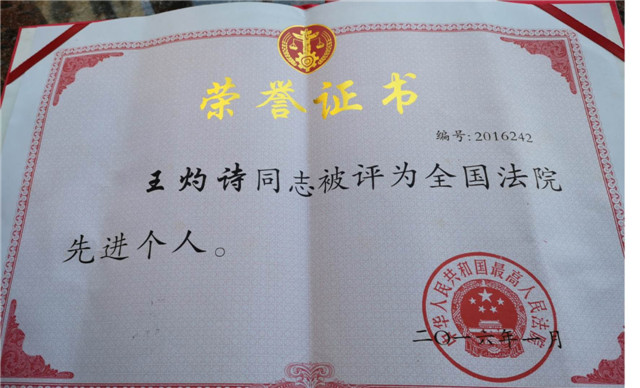 荣誉证书
编号:2016242
王灼诗同志被评为全国法院
先进个人。
中华人民共和国最高人民法院
二〇一六年一月